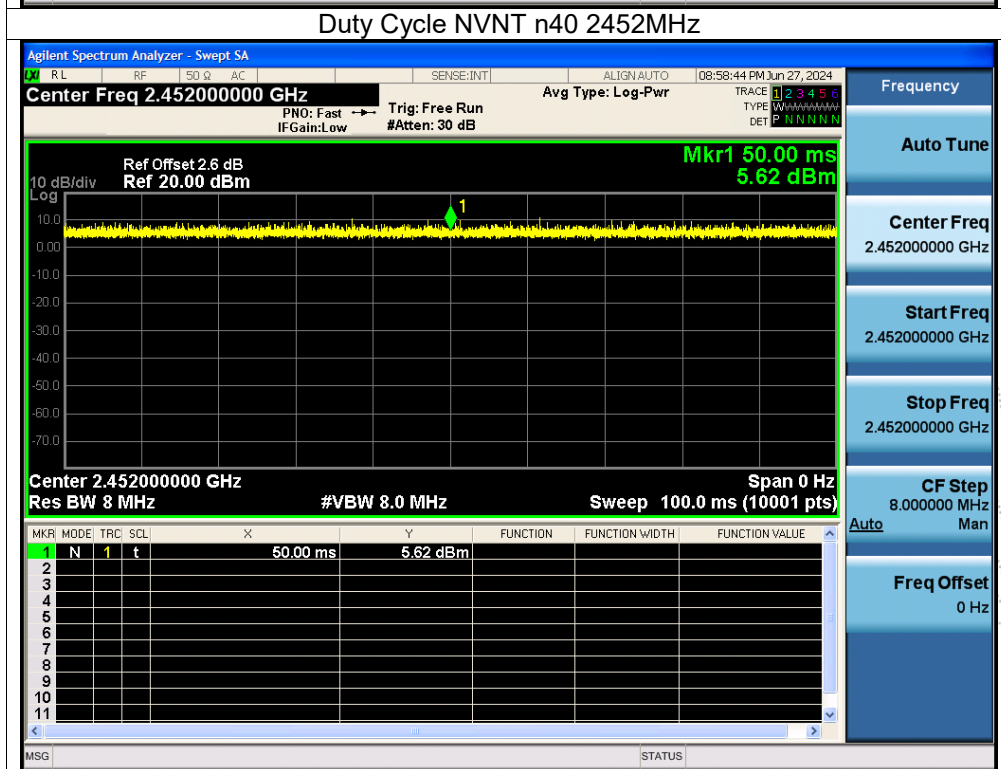 Duty Cycle NVNT n40 2452MHz
Agilent Spectrum Analyzer - Swept SA
LXI RL RF 50 Ω AC SENSE:INT ALIGN AUTO 08:58:44 PM Jun 27, 2024
Center Freq 2.452000000 GHz Avg Type: Log-Pwr TRACE 1 2 3 4 5 6
PNO: Fast Trig: Free Run TYPE WWWWWW
IFGain:Low #Atten: 30 dB DET P N N N N N
Ref Offset 2.6 dB Mkr1 50.00 ms
10 dB/div Ref 20.00 dBm 5.62 dBm
Log
1
10.0
0.00
-10.0
-20.0
-30.0
-40.0
-50.0
-60.0
-70.0
Center 2.452000000 GHz Span 0 Hz
Res BW 8 MHz #VBW 8.0 MHz Sweep 100.0 ms (10001 pts)
MKR MODE TRC SCL X Y FUNCTION FUNCTION WIDTH FUNCTION VALUE
1 N 1 t 50.00 ms 5.62 dBm
2
3
4
5
6
7
8
9
10
11
MSG STATUS
Frequency
Auto Tune
Center Freq
2.452000000 GHz
Start Freq
2.452000000 GHz
Stop Freq
2.452000000 GHz
CF Step
8.000000 MHz
Auto Man
Freq Offset
0 Hz